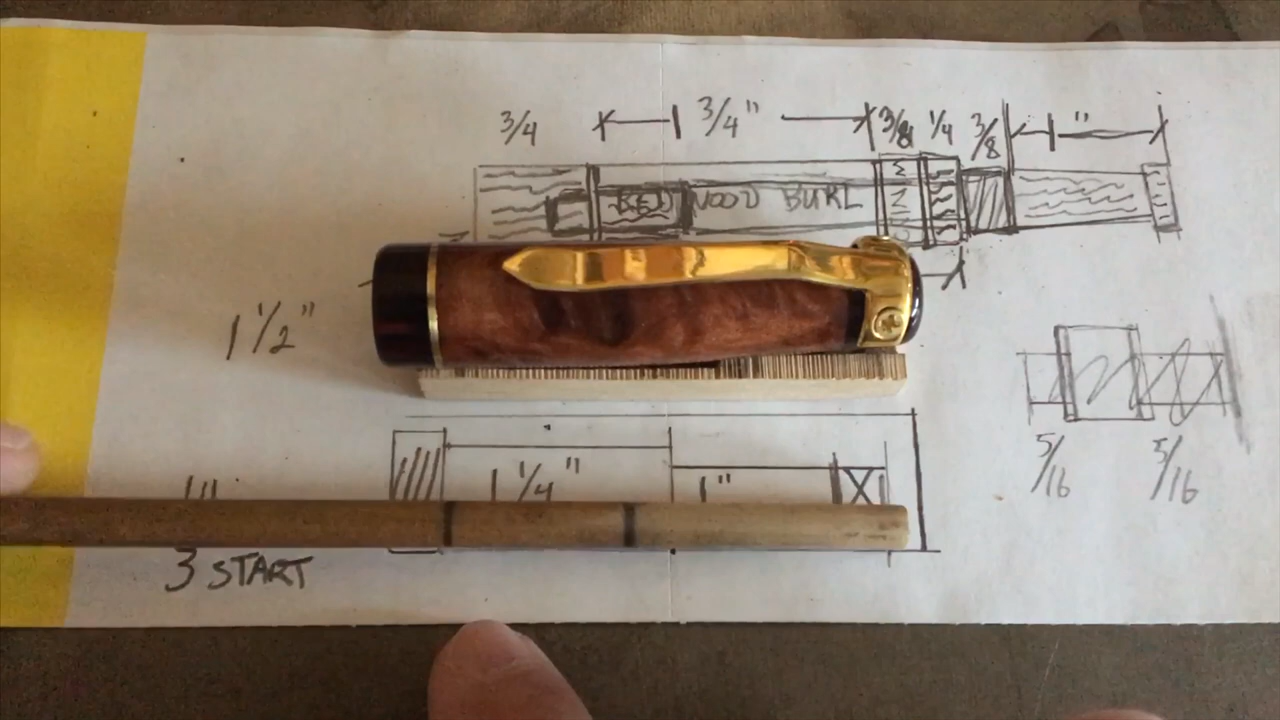 3/4 1 3/4" 3/8 1/4 3/8 1"
RED WOOD BURL
1 1/2"
1 1/4" 1" X
5/16 5/16
3 START